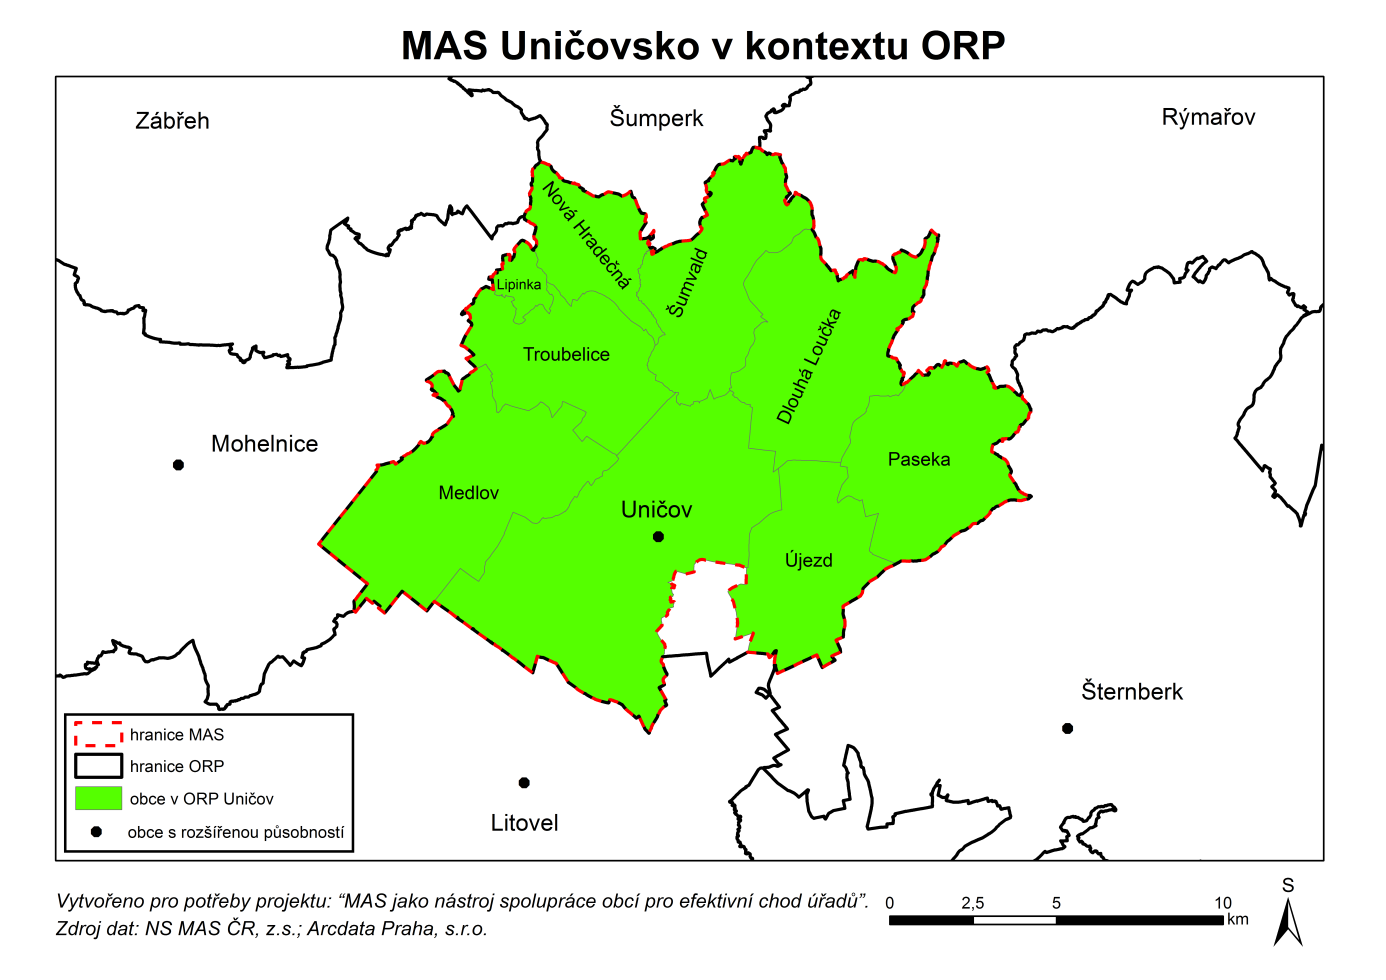 MAS Uničovsko v kontextu ORP
Zábřeh
Šumperk
Rýmařov
Nová Hradečná
Šumvald
Lipinka
Troubelice
Dlouhá Loučka
Mohelnice
Paseka
Medlov
Uničov
Újezd
Šternberk
Litovel
hranice MAS
hranice ORP
obce v ORP Uničov
obce s rozšířenou působností
Vytvořeno pro potřeby projektu: “MAS jako nástroj spolupráce obcí pro efektivní chod úřadů”.
Zdroj dat: NS MAS ČR, z.s.; Arcdata Praha, s.r.o.
0 2,5 5 10
km
S